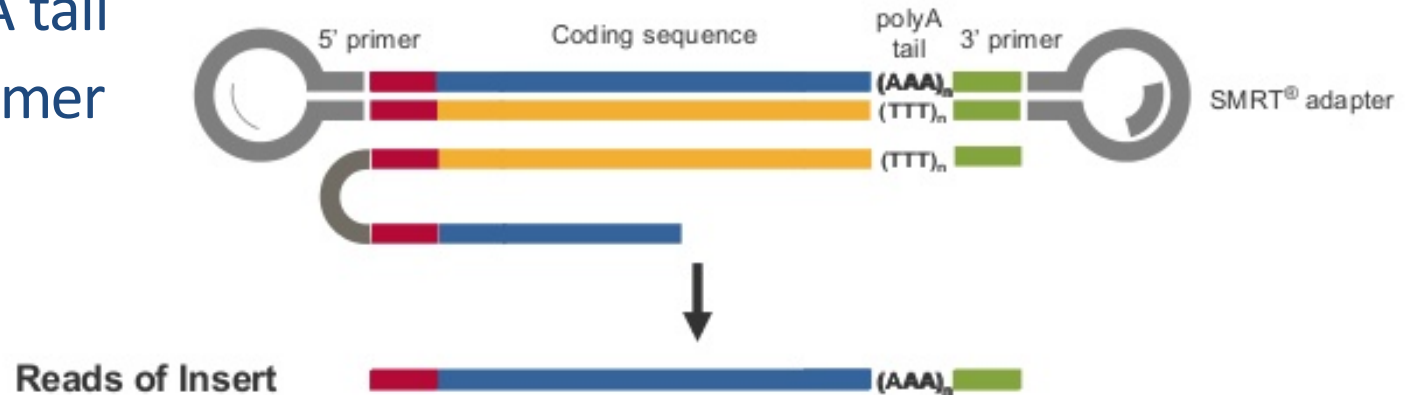 A tail
mer
5' primer
Coding sequence
polyA
tail
3' primer
(AAA)n
(TTT)n
SMRT® adapter
(TTT)n
Reads of Insert
(AAA)n